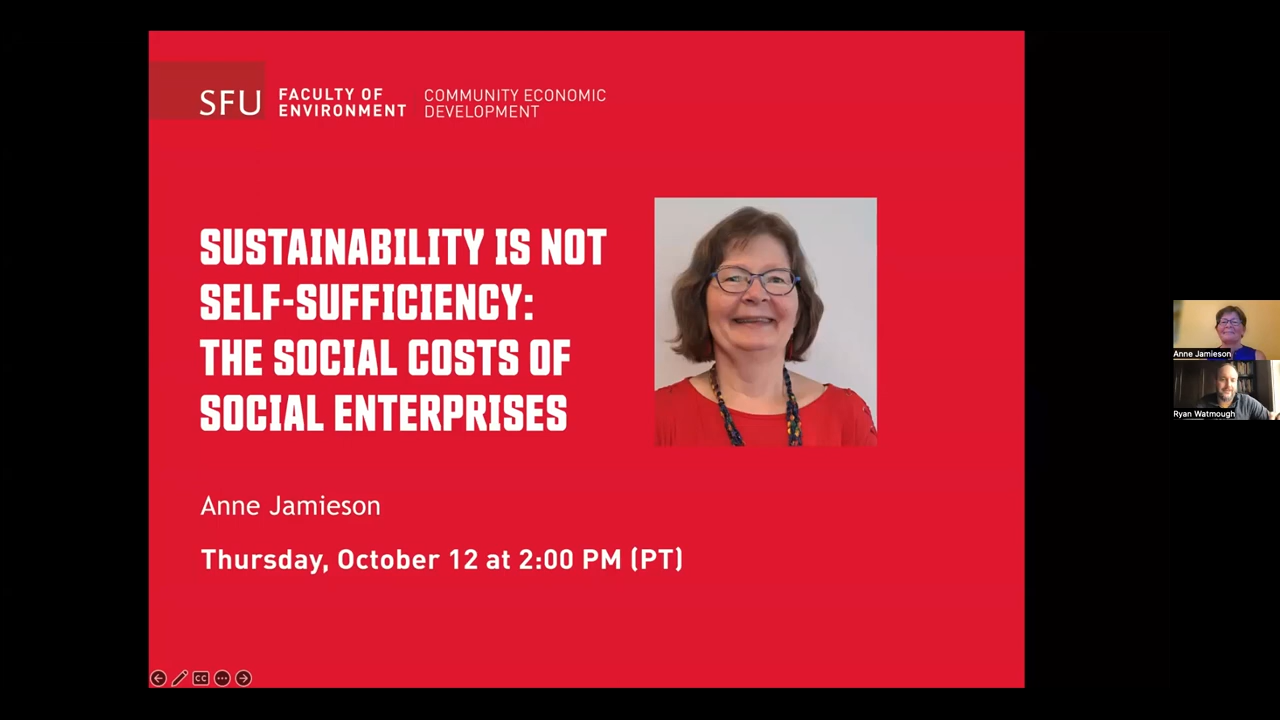 SFU
FACULTY OF
ENVIRONMENT
COMMUNITY ECONOMIC
DEVELOPMENT
SUSTAINABILITY IS NOT
SELF-SUFFICIENCY:
THE SOCIAL COSTS OF
SOCIAL ENTERPRISES
Anne Jamieson
Thursday, October 12 at 2:00 PM (PT)
CC
Anne Jamieson
Ryan Watmough